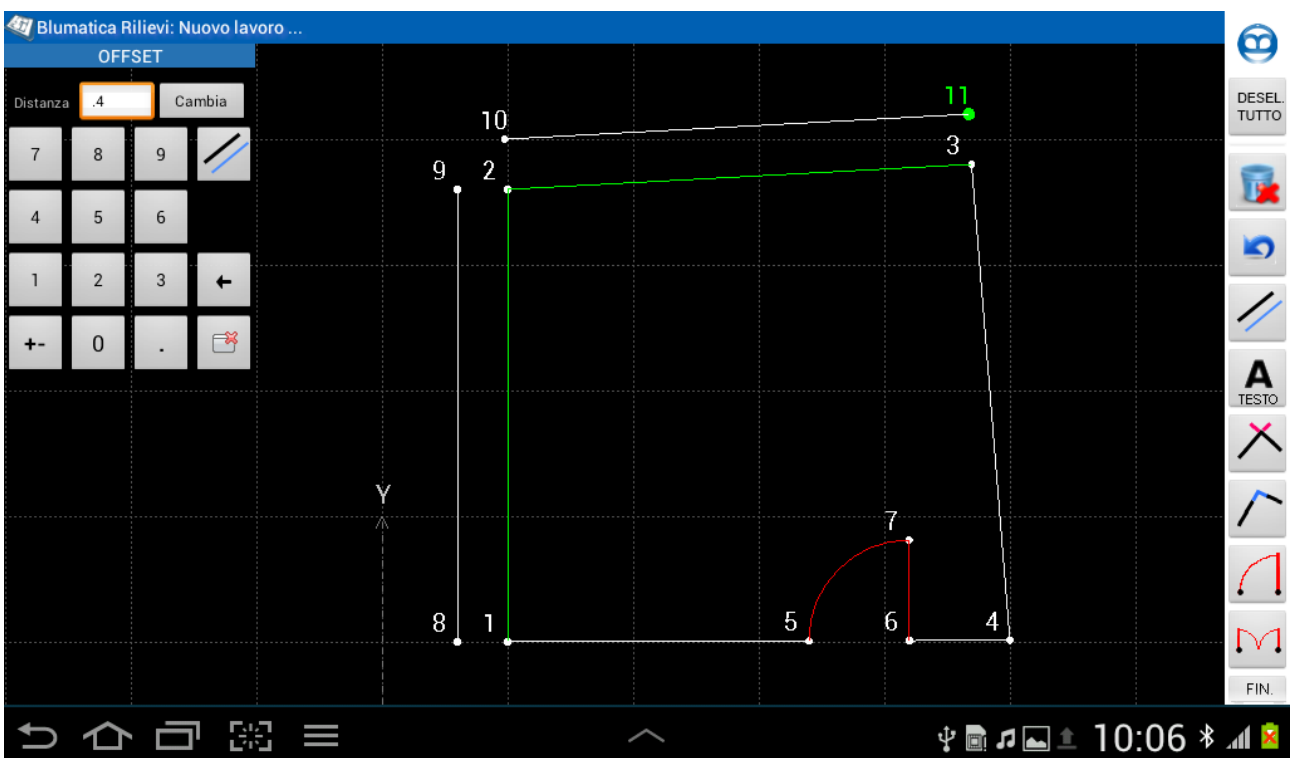 Blumatica Rilievi: Nuovo lavoro ...
OFFSET
Distanza .4 Cambia
7 8 9
4 5 6
1 2 3
+- 0 .
10
11
9
2
3
Y
7
8
1
5
6
4
DESEL.
TUTTO
A
TESTO
FIN.
10:06